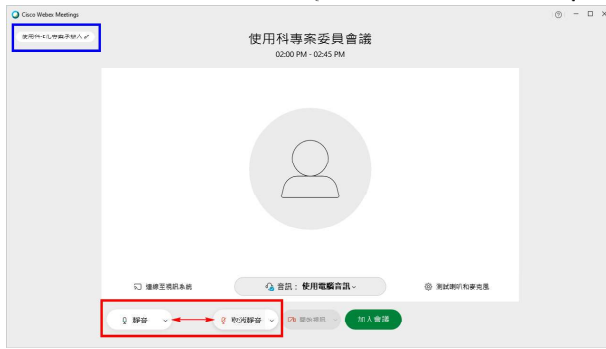 Cisco Webex Meetings
使用科專案委員會議
02:00 PM - 02:45 PM
連線至視訊系統
音訊：使用電腦音訊
測試喇叭和麥克風
靜音
取消靜音
加入會議